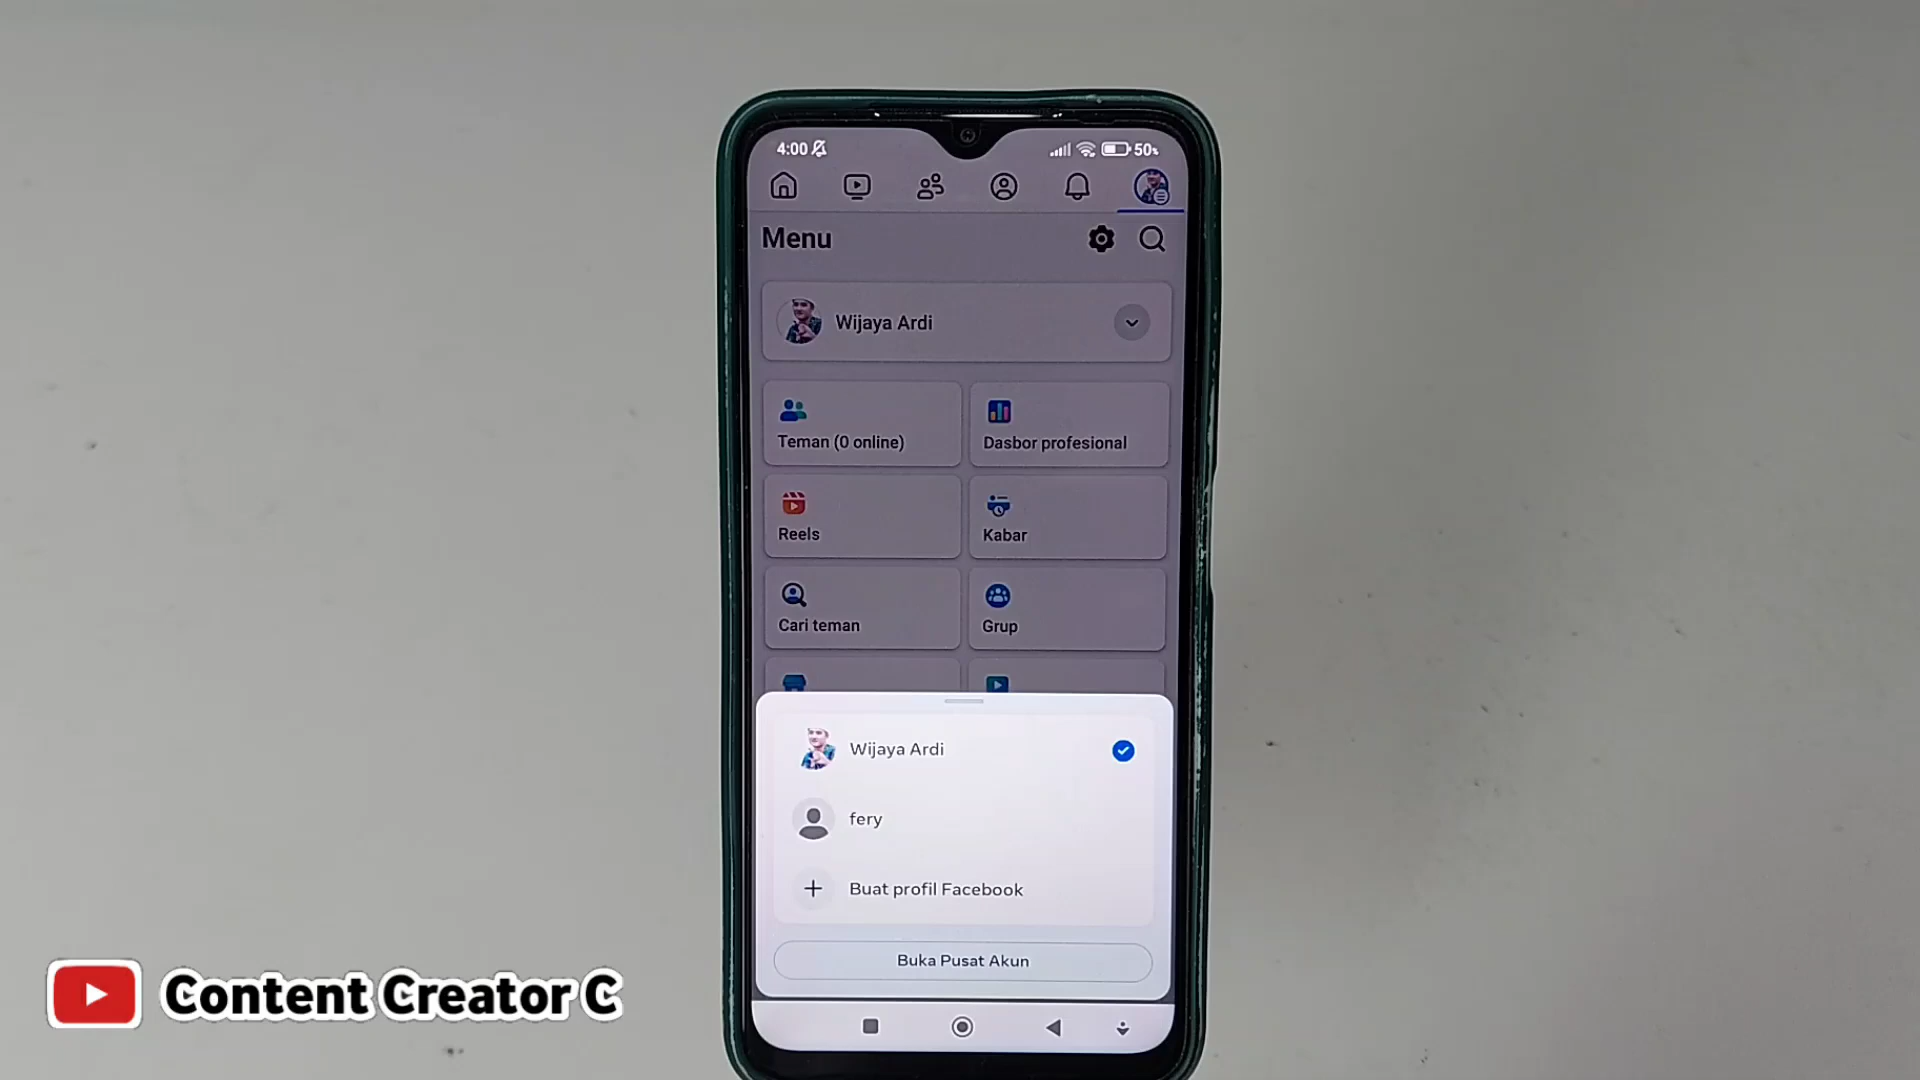 4:00
50%
Menu
Wijaya Ardi
Teman (0 online)
Dasbor profesional
Reels
Kabar
Cari teman
Grup
Wijaya Ardi
fery
Buat profil Facebook
Buka Pusat Akun
Content Creator C